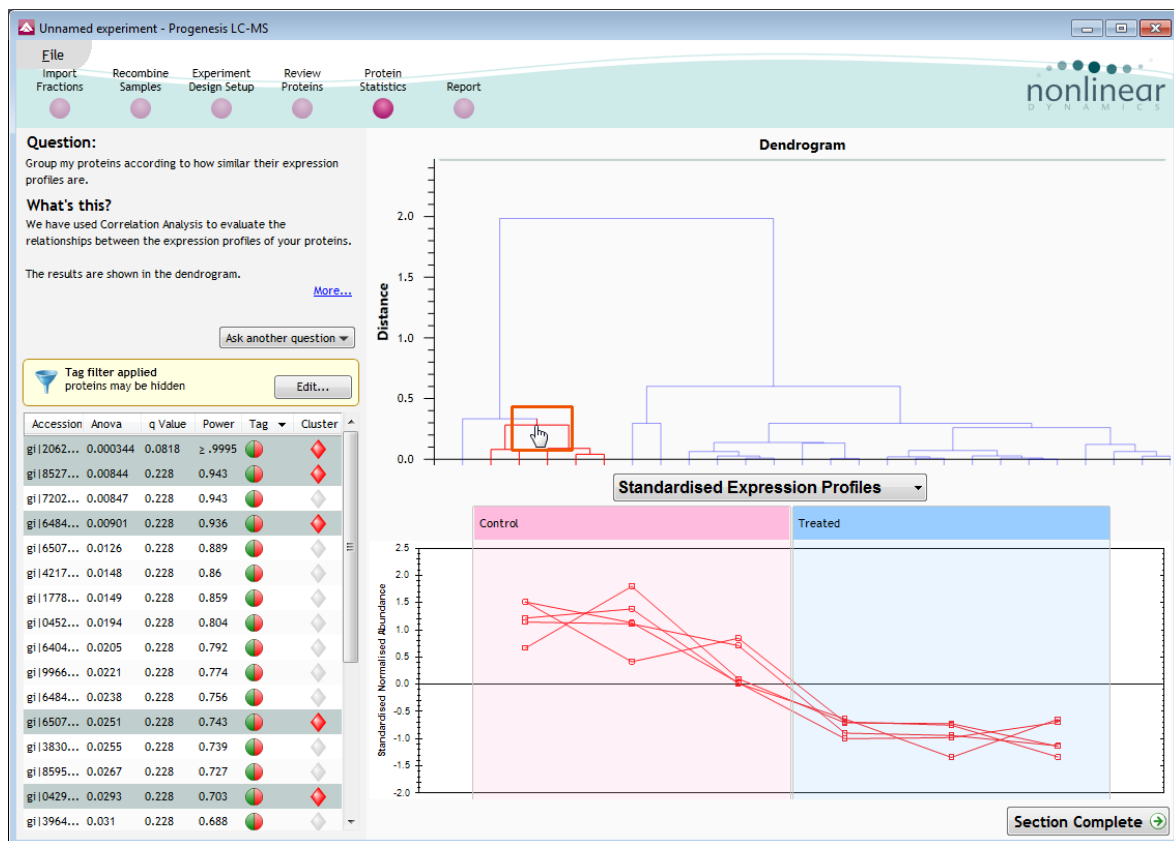 Unnamed experiment - Progenesis LC-MS
File
Import Fractions
Recombine Samples
Experiment Design Setup
Review Proteins
Protein Statistics
Report
nonlinear
DYNAMICS
Question:
Group my proteins according to how similar their expression
profiles are.
What's this?
We have used Correlation Analysis to evaluate the
relationships between the expression profiles of your proteins.
The results are shown in the dendrogram.
More...
Ask another question
Tag filter applied
proteins may be hidden
Edit...
Accession Anova q Value Power Tag Cluster
gi|2062... 0.000344 0.0818 ≥ .9995
gi|8527... 0.00844 0.228 0.943
gi|7202... 0.00847 0.228 0.943
gi|6484... 0.00901 0.228 0.936
gi|6507... 0.0126 0.228 0.889
gi|4217... 0.0148 0.228 0.86
gi|1778... 0.0149 0.228 0.859
gi|0452... 0.0194 0.228 0.804
gi|6404... 0.0205 0.228 0.792
gi|9966... 0.0221 0.228 0.774
gi|6484... 0.0238 0.228 0.756
gi|6507... 0.0251 0.228 0.743
gi|3830... 0.0255 0.228 0.739
gi|8595... 0.0267 0.228 0.727
gi|0429... 0.0293 0.228 0.703
gi|3964... 0.031 0.228 0.688
Dendrogram
Distance
2.0
1.5
1.0
0.5
0.0
Standardised Expression Profiles
Control
Treated
Standardised Normalised Abundance
2.5
2.0
1.5
1.0
0.5
0.0
-0.5
-1.0
-1.5
-2.0
Section Complete